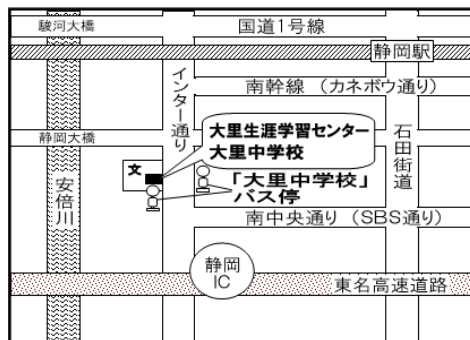 駿河大橋
国道1号線
静岡駅
南幹線 (カネボウ通り)
インター通り
静岡大橋
大里生涯学習センター
大里中学校
石田街道
文
「大里中学校」
バス停
安倍川
南中央通り (SBS通り)
静岡
IC
東名高速道路